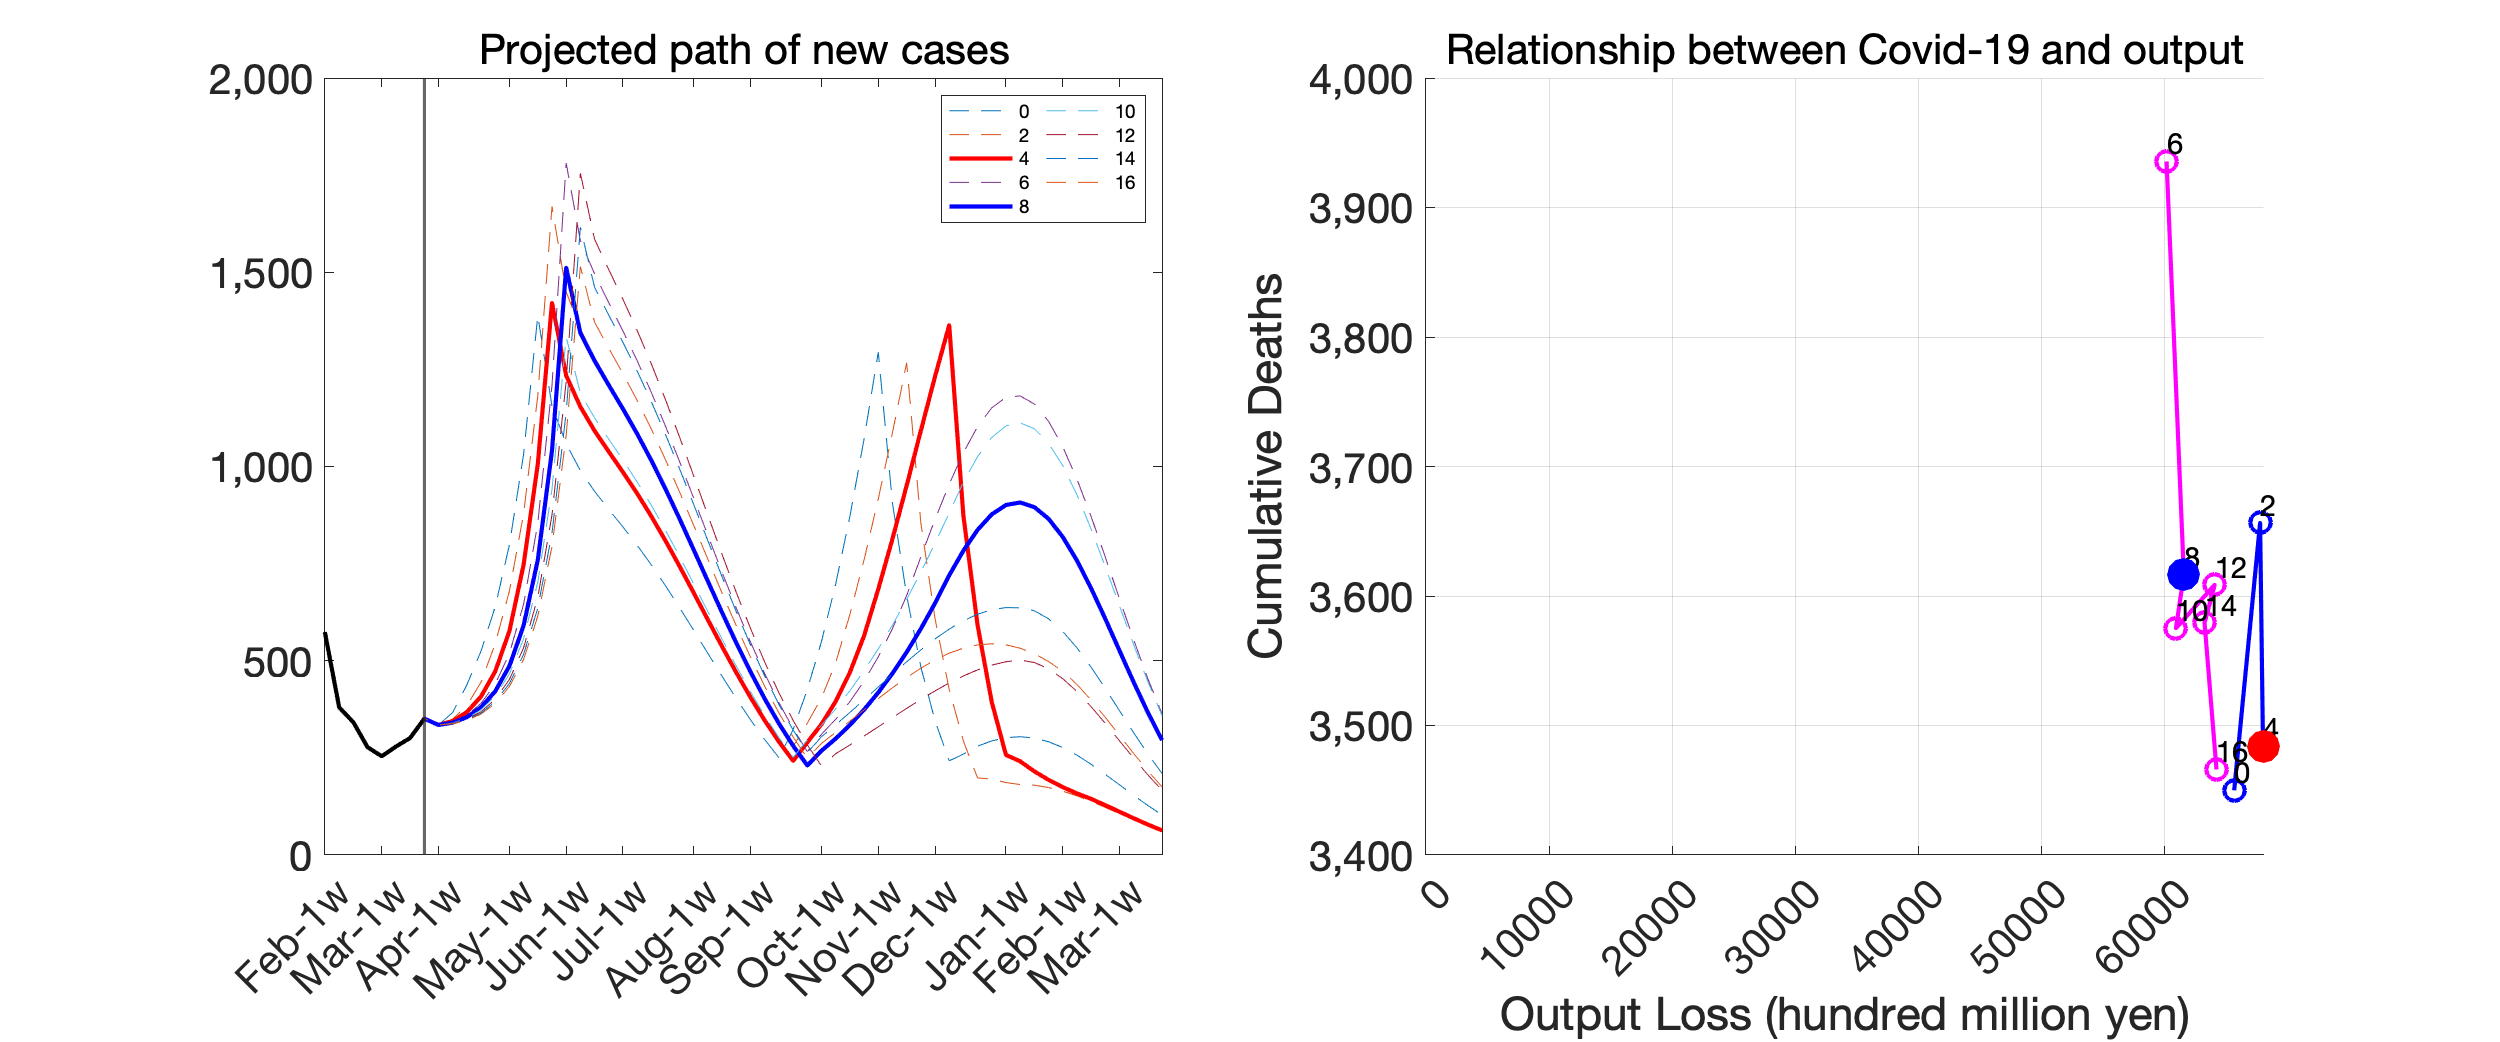 Projected path of new cases
2,000
1,500
1,000
500
0
0
2
4
6
8
10
12
14
16
Feb-1w
Mar-1w
Apr-1w
May-1w
Jun-1w
Jul-1w
Aug-1w
Sep-1w
Oct-1w
Nov-1w
Dec-1w
Jan-1w
Feb-1w
Mar-1w
Relationship between Covid-19 and output
Cumulative Deaths
4,000
3,900
3,800
3,700
3,600
3,500
3,400
6
2
8
12
10
14
4
16
0
0
10000
20000
30000
40000
50000
60000
Output Loss (hundred million yen)